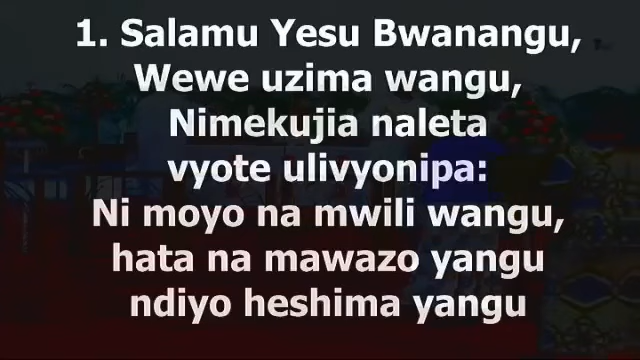 1. Salamu Yesu Bwanangu,
Wewe uzima wangu,
Nimekujia naleta
vyote ulivyonipa:
Ni moyo na mwili wangu,
hata na mawazo yangu
ndiyo heshima yangu